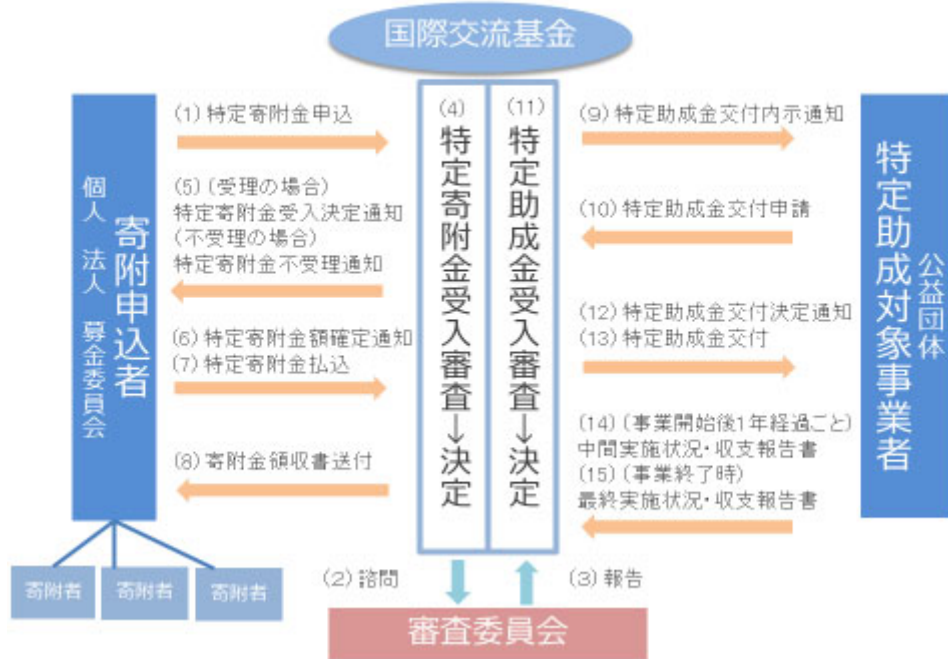 国際交流基金
個人 法人 募金委員会
寄附申込者
(1) 特定寄附金申込
(5) (受理の場合)
特定寄附金受入決定通知
(不受理の場合)
特定寄附金不受理通知
(6) 特定寄附金額確定通知
(7) 特定寄附金払込
(8) 寄附金領収書送付
寄附者
寄附者
寄附者
(4)
特定寄附金受入審査→決定
(11)
特定助成金受入審査→決定
(9) 特定助成金交付内示通知
(10) 特定助成金交付申請
(12) 特定助成金交付決定通知
(13) 特定助成金交付
(14) (事業開始後1年経過ごと)
中間実施状況・収支報告書
(15) (事業終了時)
最終実施状況・収支報告書
特定助成対象事業者
公益団体
(2) 諮問
(3) 報告
審査委員会